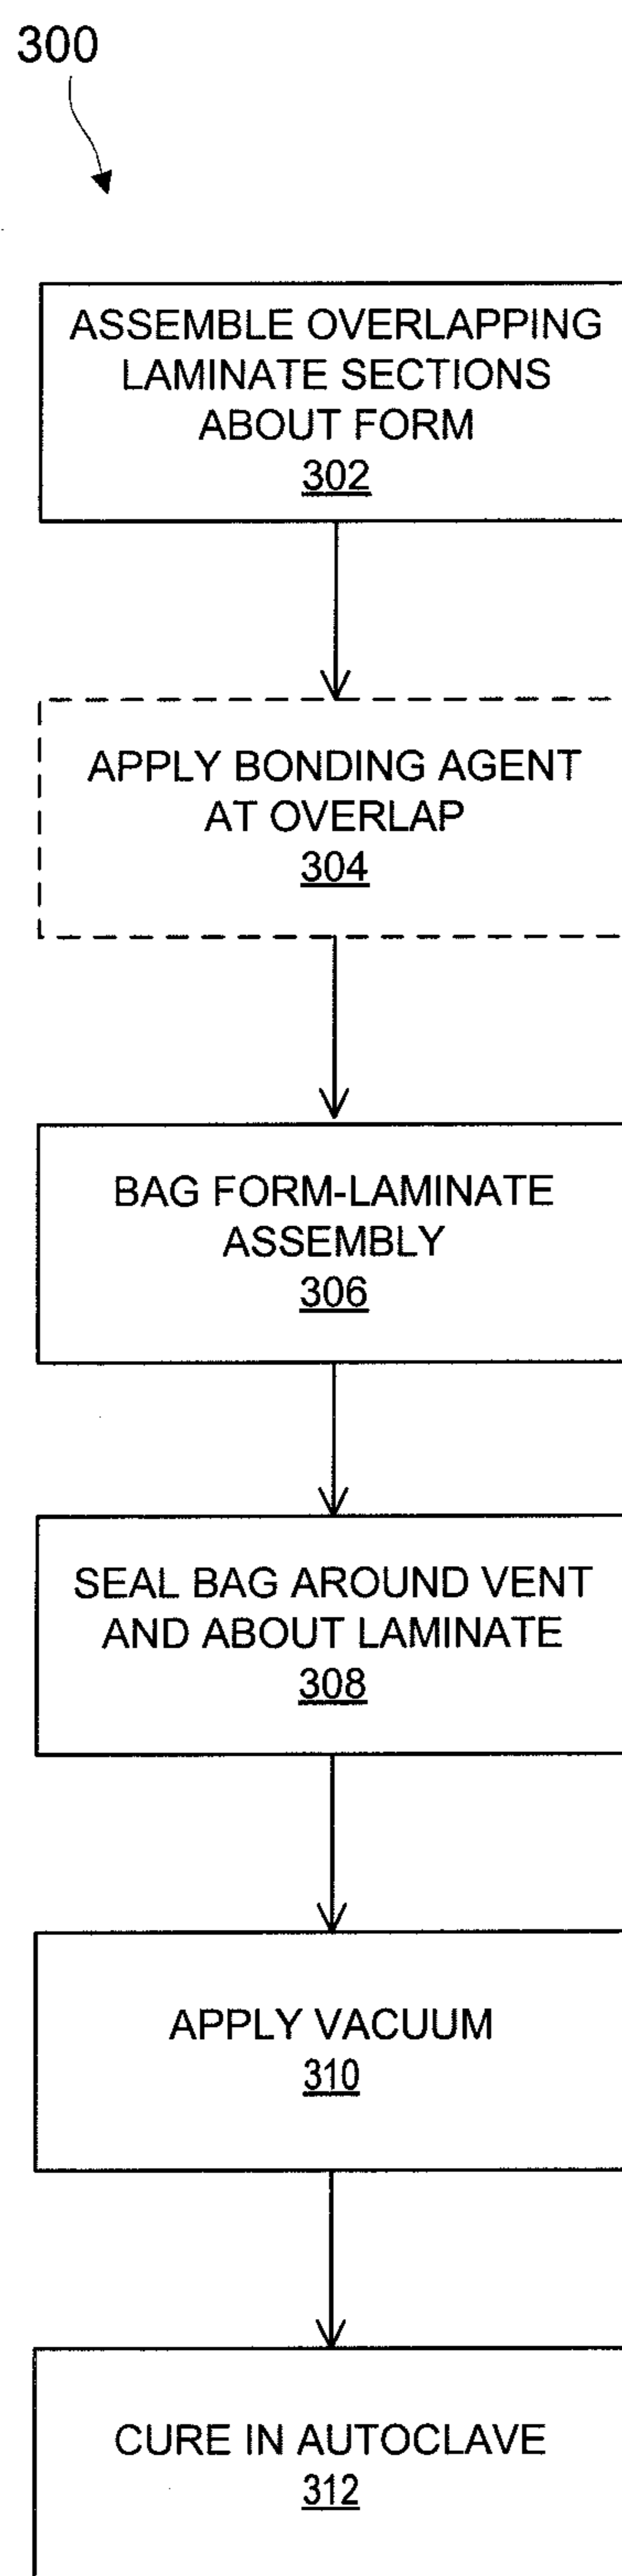 300
ASSEMBLE OVERLAPPING
LAMINATE SECTIONS
ABOUT FORM
302
APPLY BONDING AGENT
AT OVERLAP
304
BAG FORM-LAMINATE
ASSEMBLY
306
SEAL BAG AROUND VENT
AND ABOUT LAMINATE
308
APPLY VACUUM
310
CURE IN AUTOCLAVE
312